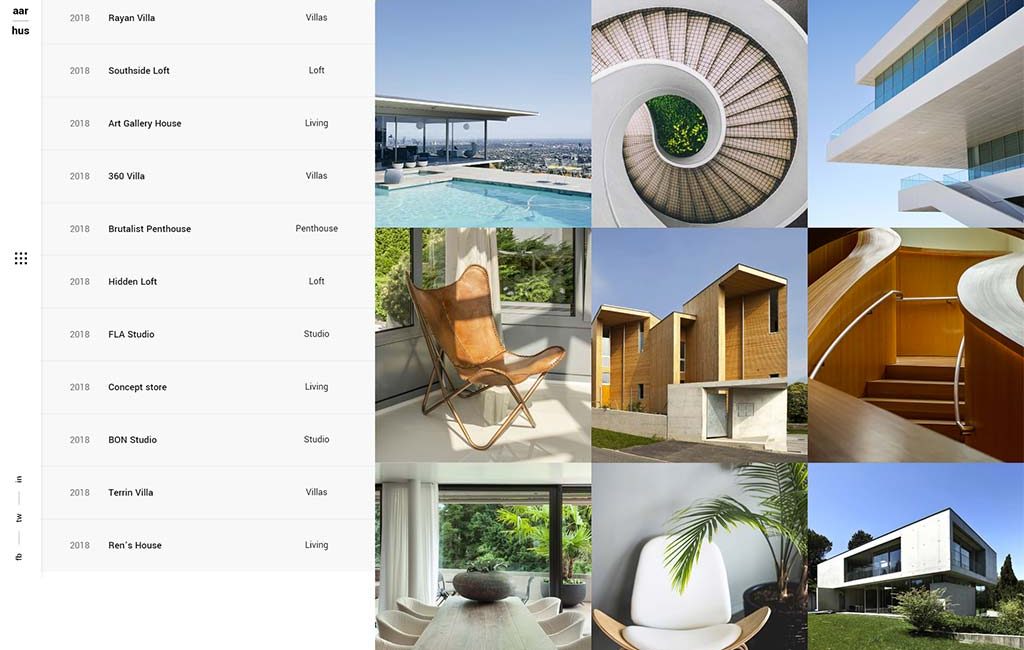 aar
hus
2018 Rayan Villa Villas
2018 Southside Loft Loft
2018 Art Gallery House Living
2018 360 Villa Villas
2018 Brutalist Penthouse Penthouse
2018 Hidden Loft Loft
2018 FLA Studio Studio
2018 Concept store Living
2018 BON Studio Studio
2018 Terrin Villa Villas
2018 Ren's House Living
in
tw
fb